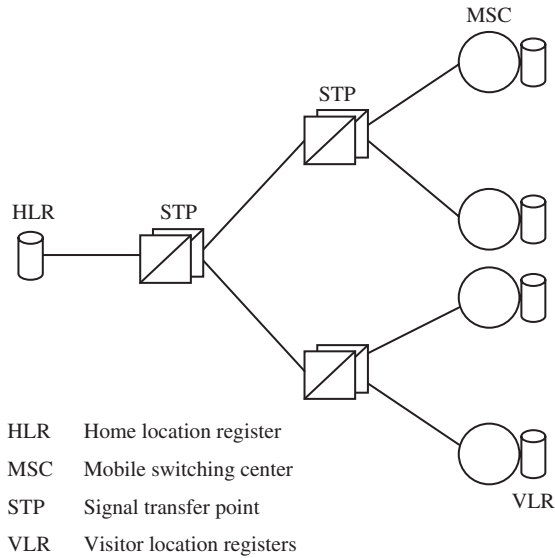 MSC
STP
HLR
STP
HLR Home location register
MSC Mobile switching center
STP Signal transfer point
VLR
VLR Visitor location registers